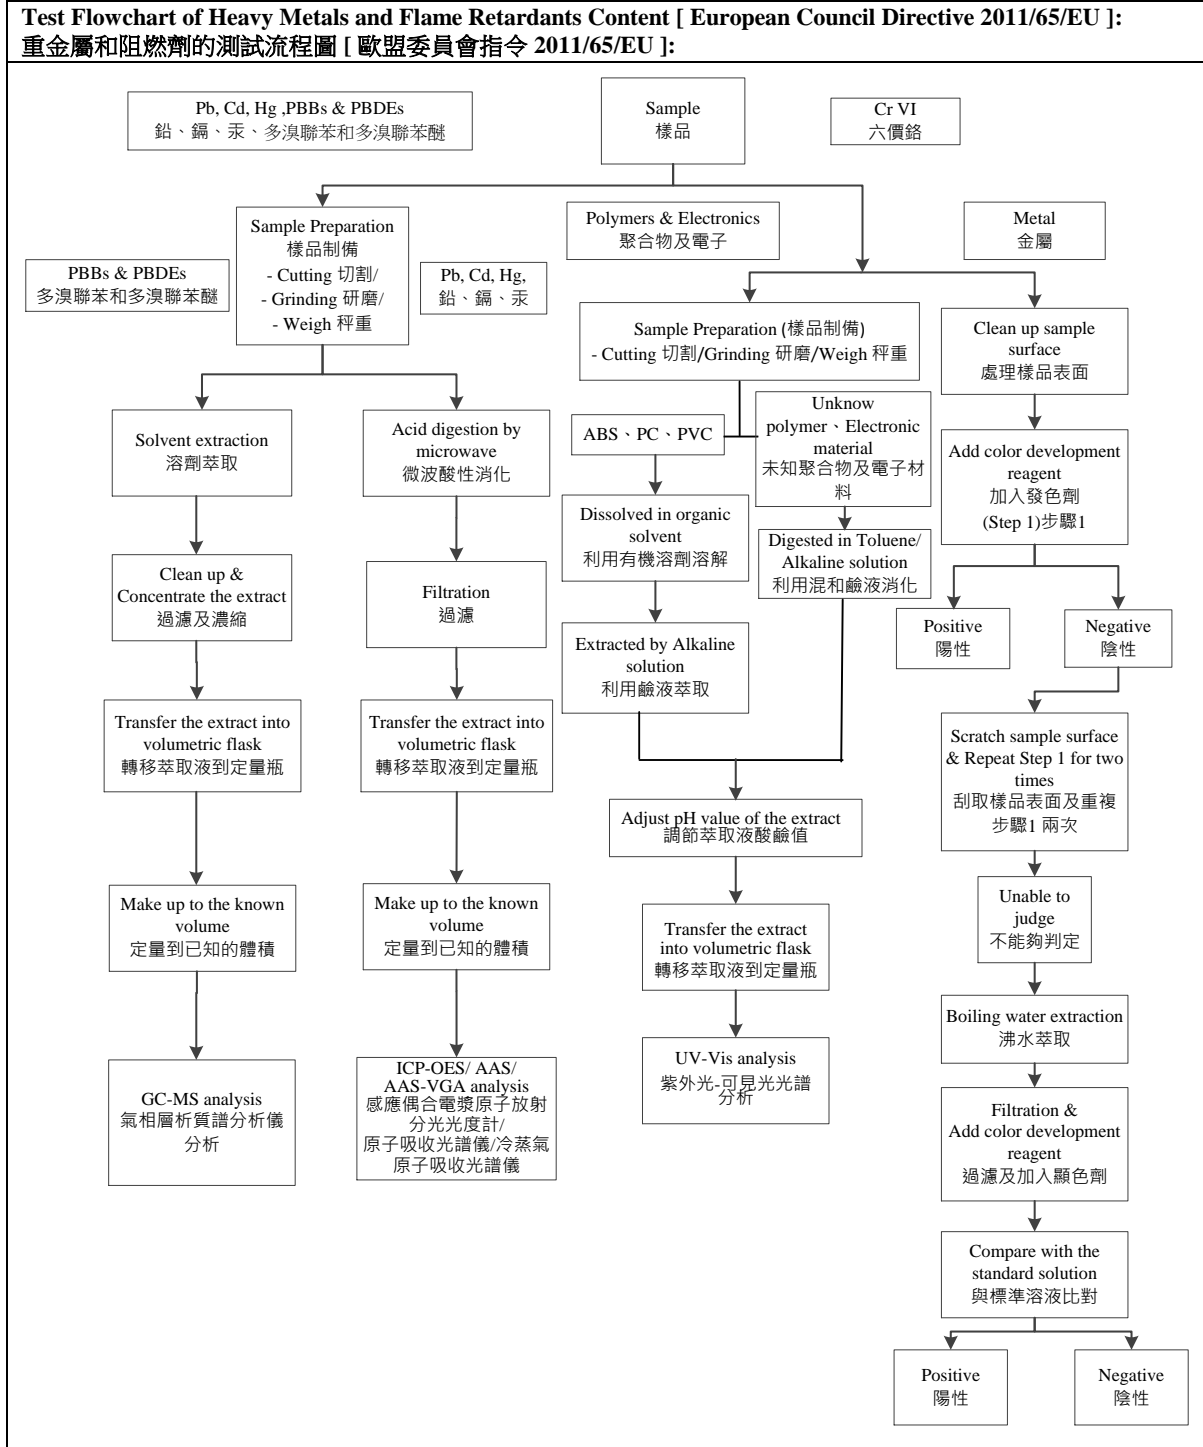 Test Flowchart of Heavy Metals and Flame Retardants Content [ European Council Directive 2011/65/EU ]:
重金屬和阻燃劑的測試流程圖 [ 歐盟委員會指令 2011/65/EU ]:
Pb, Cd, Hg ,PBBs & PBDEs
鉛、鎘、汞、多溴聯苯和多溴聯苯醚
Sample
樣品
Cr VI
六價鉻
Sample Preparation
樣品制備
- Cutting 切割/
- Grinding 研磨/
- Weigh 秤重
PBBs & PBDEs
多溴聯苯和多溴聯苯醚
Pb, Cd, Hg,
鉛、鎘、汞
Polymers & Electronics
聚合物及電子
Metal
金屬
Sample Preparation (樣品制備)
- Cutting 切割/Grinding 研磨/Weigh 秤重
Clean up sample
surface
處理樣品表面
Solvent extraction
溶劑萃取
Acid digestion by
microwave
微波酸性消化
ABS、PC、PVC
Unknow
polymer、Electronic
material
未知聚合物及電子材
料
Add color development
reagent
加入發色劑
(Step 1)步驟1
Dissolved in organic
solvent
利用有機溶劑溶解
Digested in Toluene/
Alkaline solution
利用混和鹼液消化
Clean up &
Concentrate the extract
過濾及濃縮
Filtration
過濾
Positive
陽性
Negative
陰性
Extracted by Alkaline
solution
利用鹼液萃取
Transfer the extract into
volumetric flask
轉移萃取液到定量瓶
Transfer the extract into
volumetric flask
轉移萃取液到定量瓶
Scratch sample surface
& Repeat Step 1 for two
times
刮取樣品表面及重複
步驟1 兩次
Adjust pH value of the extract
調節萃取液酸鹼值
Make up to the known
volume
定量到已知的體積
Make up to the known
volume
定量到已知的體積
Transfer the extract
into volumetric flask
轉移萃取液到定量瓶
Unable to
judge
不能夠判定
Boiling water extraction
沸水萃取
GC-MS analysis
氣相層析質譜分析儀
分析
ICP-OES/ AAS/
AAS-VGA analysis
感應偶合電漿原子放射
分光光度計/
原子吸收光譜儀/冷蒸氣
原子吸收光譜儀
UV-Vis analysis
紫外光-可見光光譜
分析
Filtration &
Add color development
reagent
過濾及加入顯色劑
Compare with the
standard solution
與標準溶液比對
Positive
陽性
Negative
陰性